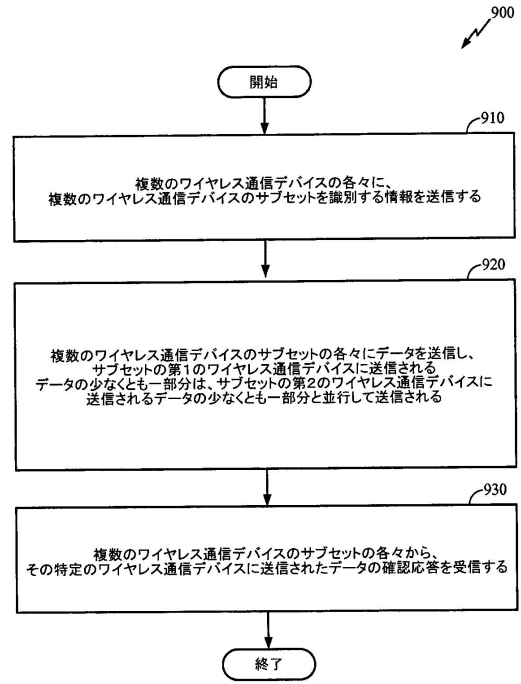 900
開始
910
複数のワイヤレス通信デバイスの各々に、
複数のワイヤレス通信デバイスのサブセットを識別する情報を送信する
920
複数のワイヤレス通信デバイスのサブセットの各々にデータを送信し、
サブセットの第1のワイヤレス通信デバイスに送信される
データの少なくとも一部分は、サブセットの第2のワイヤレス通信デバイスに
送信されるデータの少なくとも一部分と並行して送信される
930
複数のワイヤレス通信デバイスのサブセットの各々から、
その特定のワイヤレス通信デバイスに送信されたデータの確認応答を受信する
終了